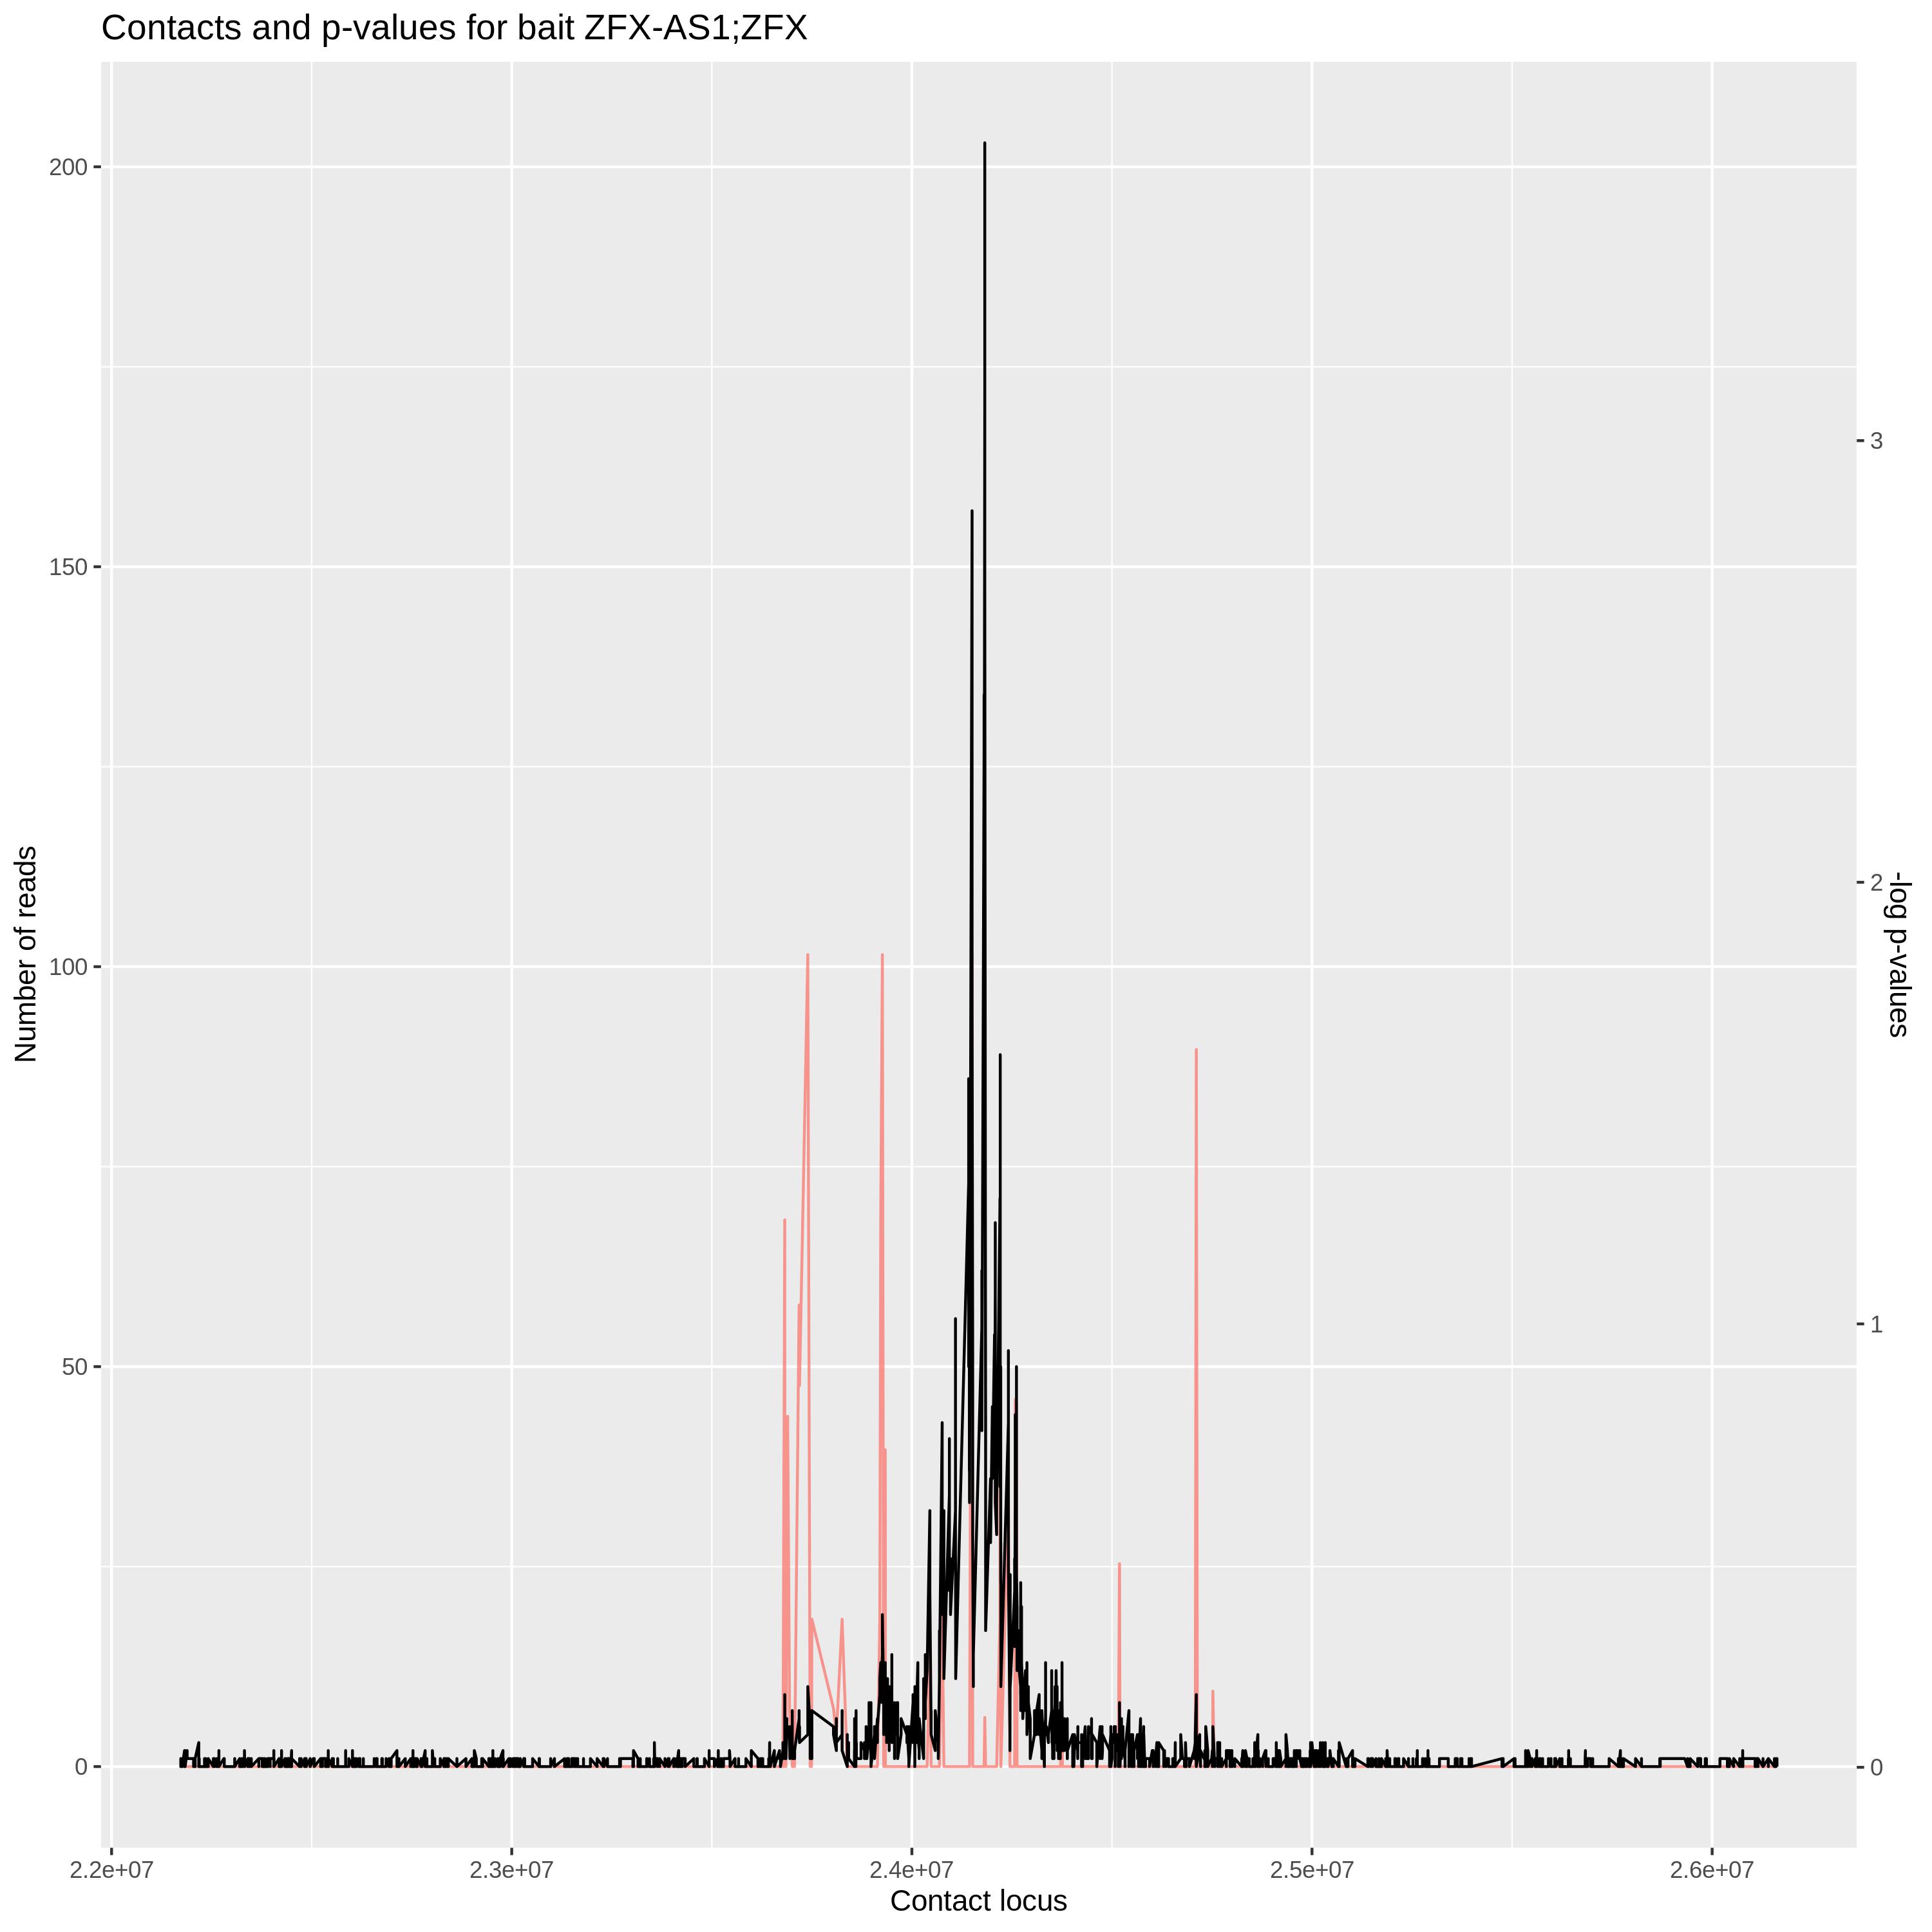 Contacts and p-values for bait ZFX-AS1;ZFX
200
150
100
50
0
Number of reads
3
2
1
0
-log p-values
2.2e+07 2.3e+07 2.4e+07 2.5e+07 2.6e+07
Contact locus